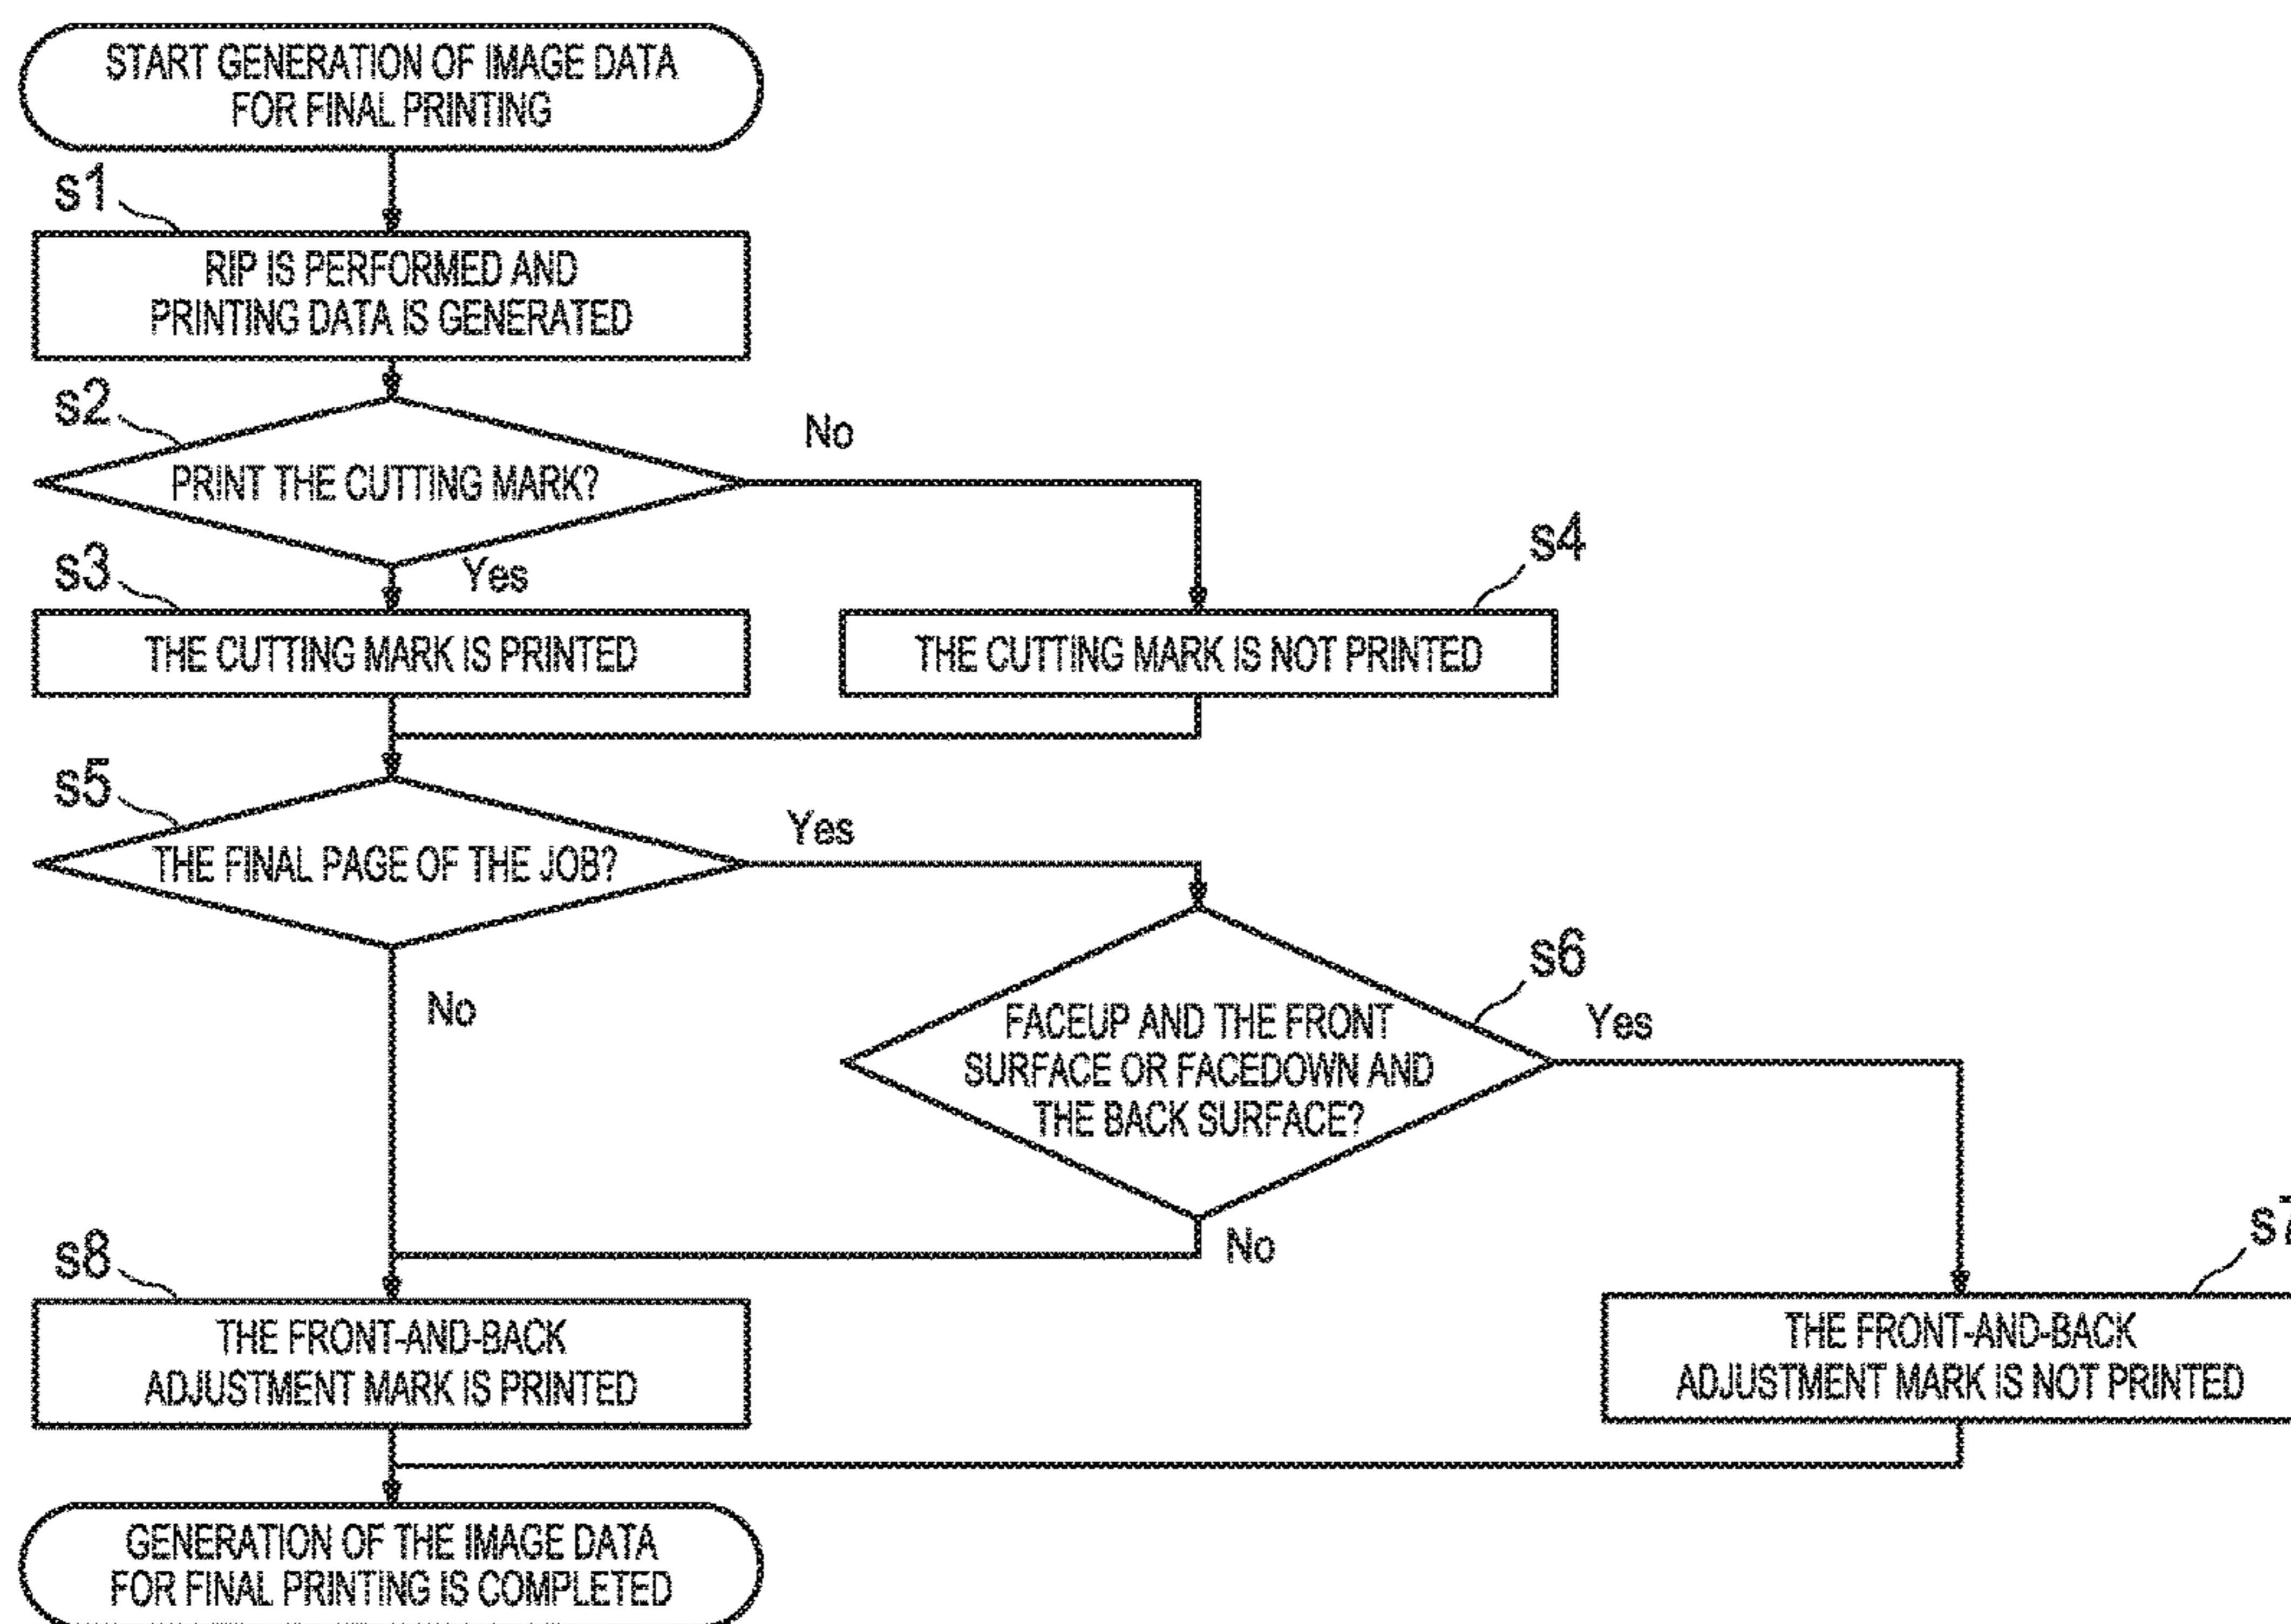 START GENERATION OF IMAGE DATA
FOR FINAL PRINTING
s1
RIP IS PERFORMED AND
PRINTING DATA IS GENERATED
s2
PRINT THE CUTTING MARK?
No
Yes
s3
THE CUTTING MARK IS PRINTED
s4
THE CUTTING MARK IS NOT PRINTED
s5
THE FINAL PAGE OF THE JOB?
Yes
No
s6
FACEUP AND THE FRONT
SURFACE OR FACEDOWN AND
THE BACK SURFACE?
Yes
No
s7
THE FRONT-AND-BACK
ADJUSTMENT MARK IS NOT PRINTED
s8
THE FRONT-AND-BACK
ADJUSTMENT MARK IS PRINTED
GENERATION OF THE IMAGE DATA
FOR FINAL PRINTING IS COMPLETED